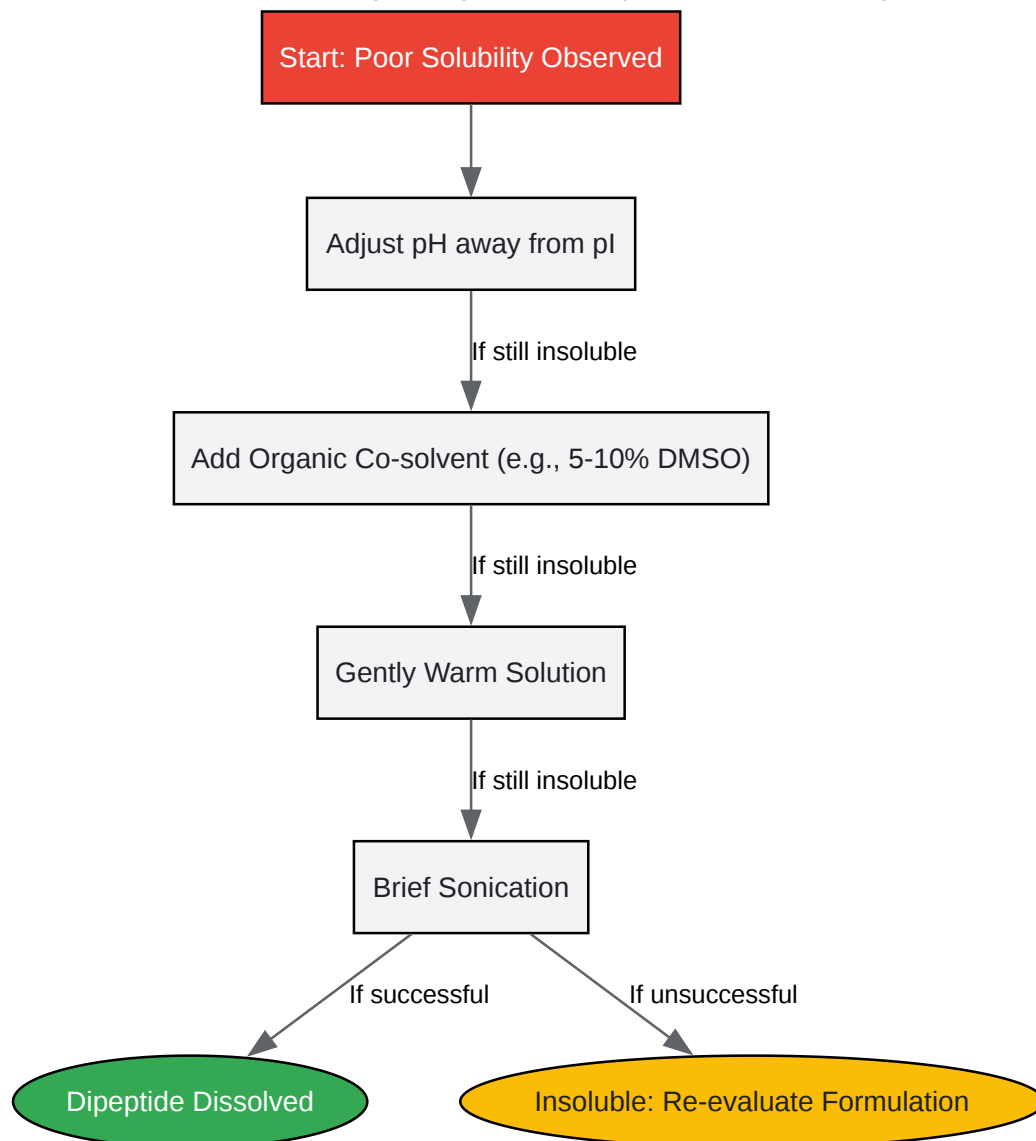 Start: Poor Solubility Observed
Adjust pH away from pI
If still insoluble
Add Organic Co-solvent (e.g., 5-10% DMSO)
If still insoluble
Gently Warm Solution
If still insoluble
Brief Sonication
If successful
If unsuccessful
Dipeptide Dissolved
Insoluble: Re-evaluate Formulation